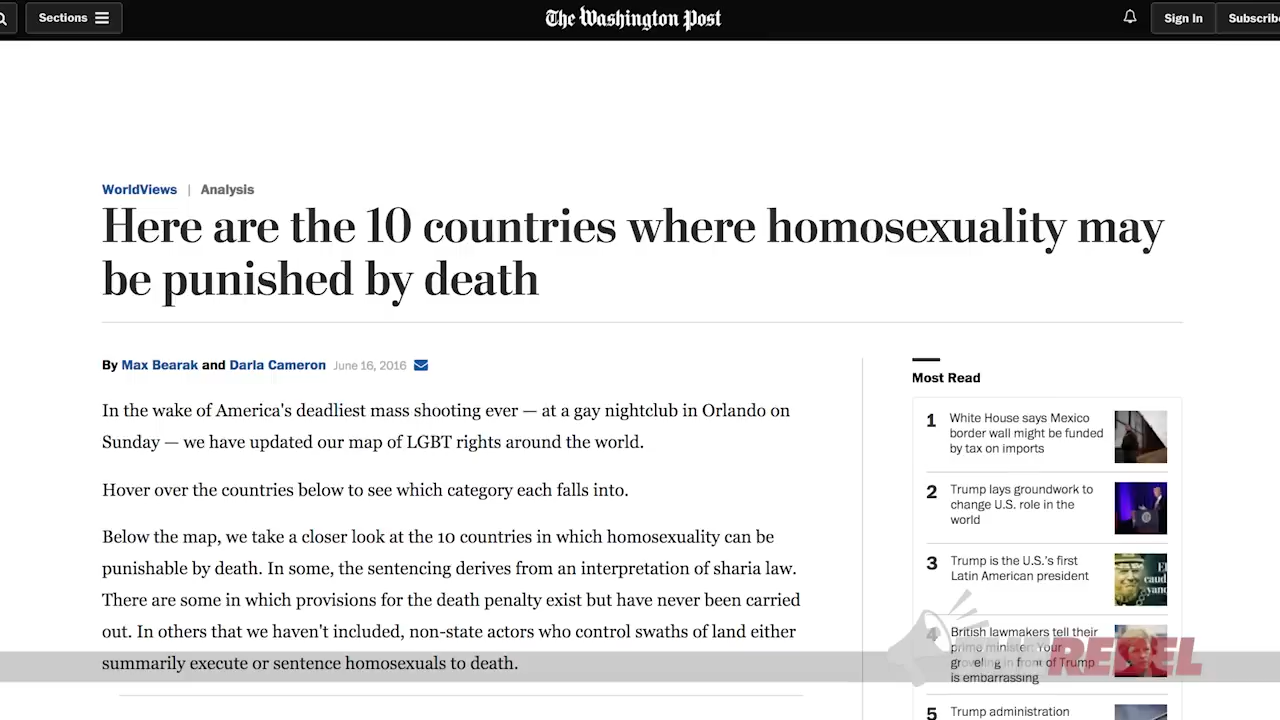 Sections
The Washington Post
Sign In
Subscribe
WorldViews | Analysis
Here are the 10 countries where homosexuality may
be punished by death
By Max Bearak and Darla Cameron June 16, 2016
In the wake of America's deadliest mass shooting ever — at a gay nightclub in Orlando on
Sunday — we have updated our map of LGBT rights around the world.
Hover over the countries below to see which category each falls into.
Below the map, we take a closer look at the 10 countries in which homosexuality can be
punishable by death. In some, the sentencing derives from an interpretation of sharia law.
There are some in which provisions for the death penalty exist but have never been carried
out. In others that we haven't included, non-state actors who control swaths of land either
summarily execute or sentence homosexuals to death.
Most Read
1 White House says Mexico
border wall might be funded
by tax on imports
2 Trump lays groundwork to
change U.S. role in the
world
3 Trump is the U.S.'s first
Latin American president
4 British lawmakers tell their
prime minister: Your
groveling in front of Trump
is embarrassing
5 Trump administration
REBEL